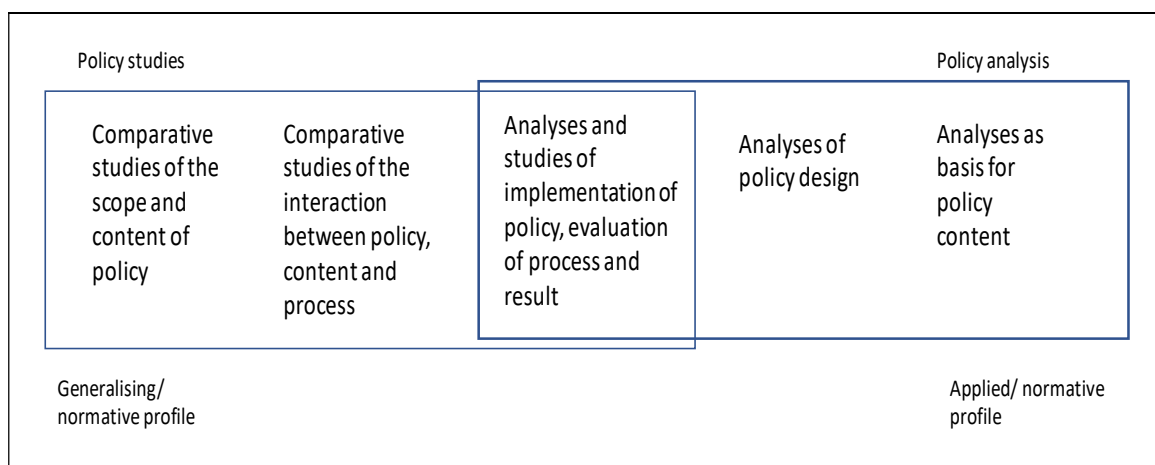 Policy studies
Policy analysis
Comparative
studies of the
scope and
content of
policy
Comparative
studies of the
interaction
between policy,
content and
process
Analyses and
studies of
implementation of
policy, evaluation
of process and
result
Analyses of
policy design
Analyses as
basis for
policy
content
Generalising/
normative profile
Applied/ normative
profile